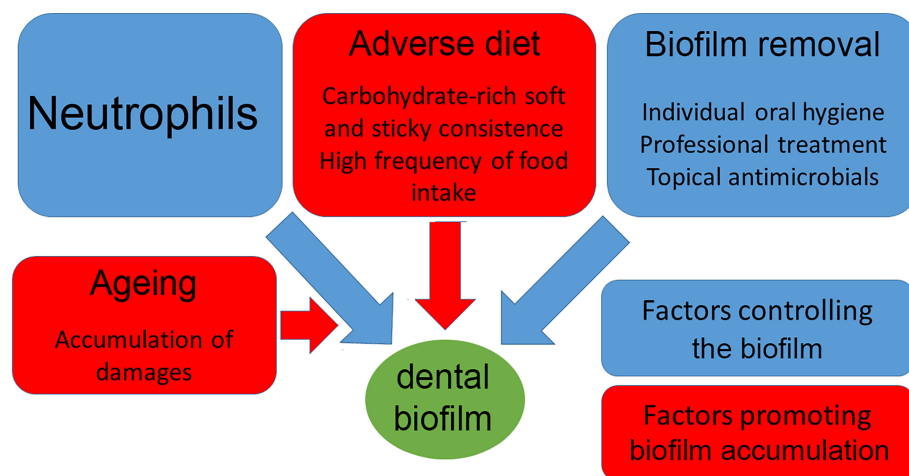 Neutrophils
Adverse diet
Carbohydrate-rich soft
and sticky consistence
High frequency of food
intake
Biofilm removal
Individual oral hygiene
Professional treatment
Topical antimicrobials
Ageing
Accumulation of
damages
dental
biofilm
Factors controlling
the biofilm
Factors promoting
biofilm accumulation